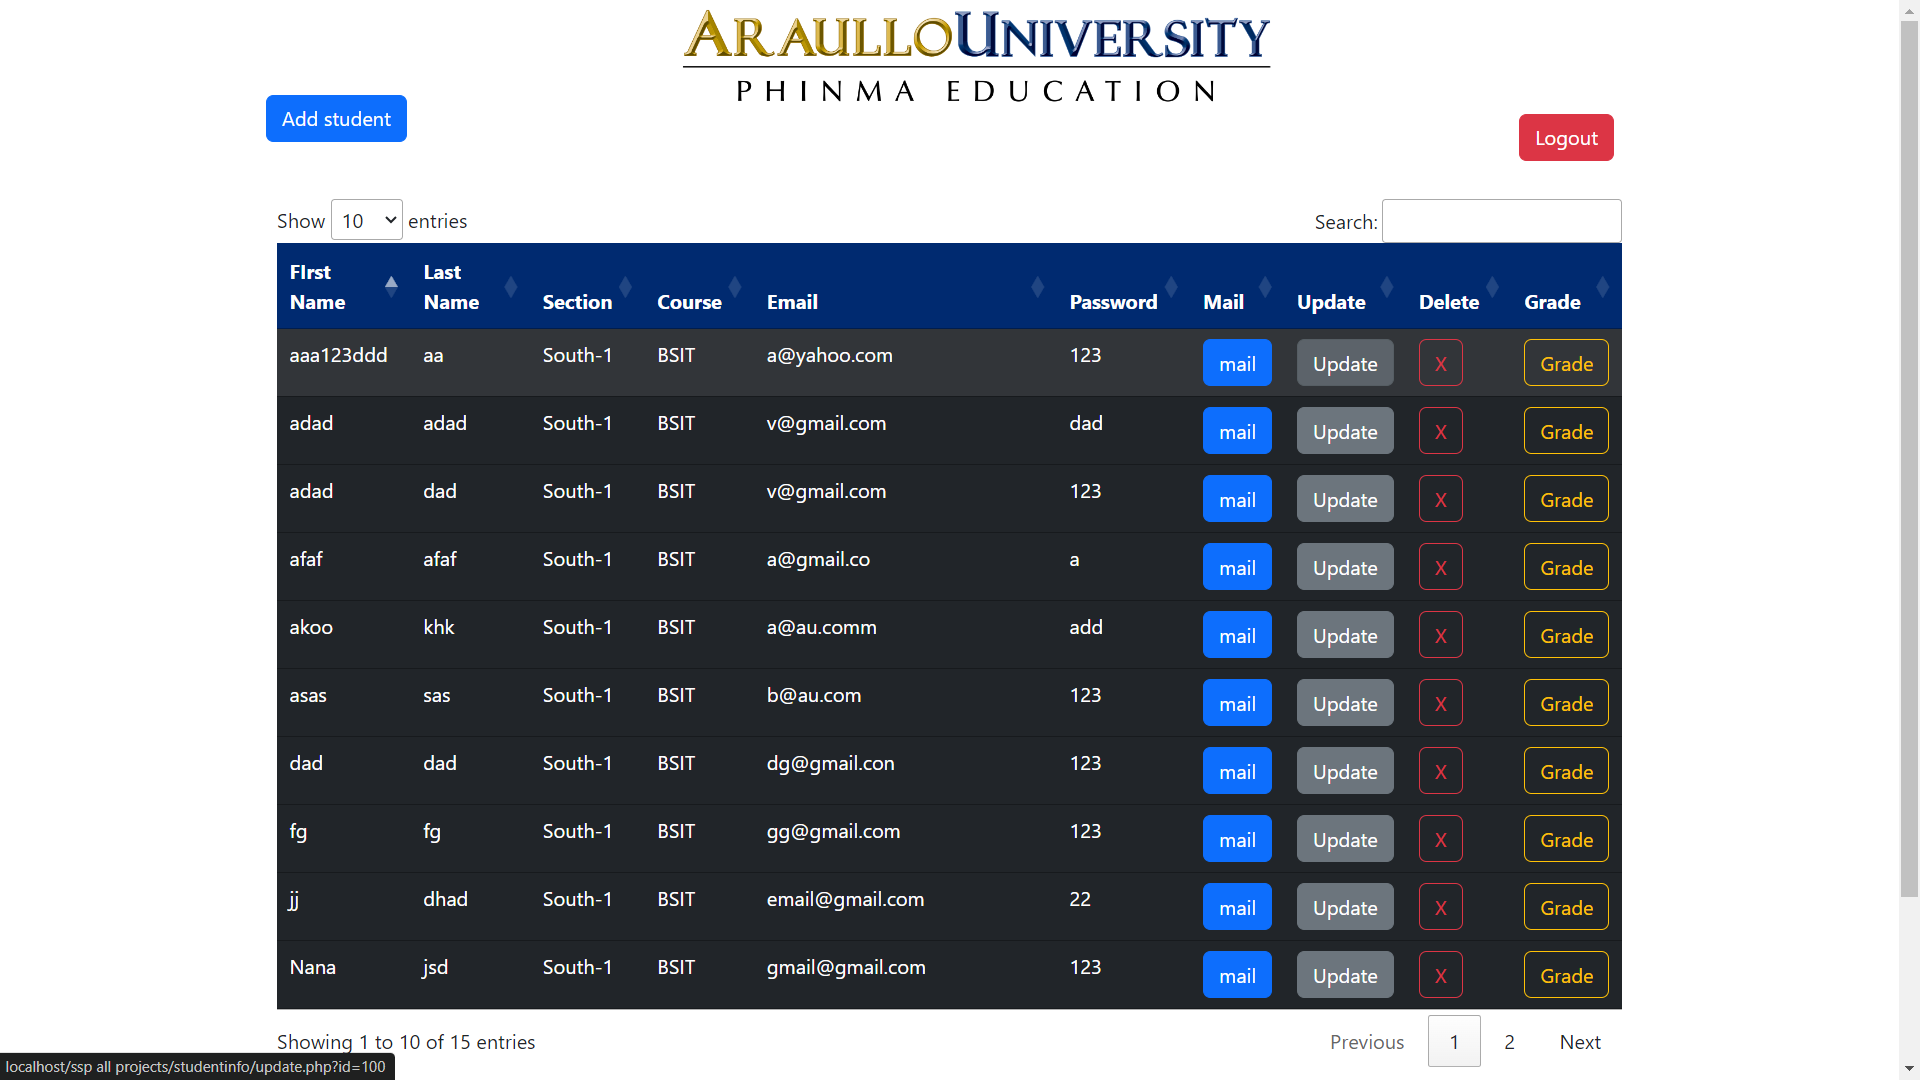 ARAULLOUNIVERSITY
PHINMA EDUCATION
Add student
Logout
Show 10 entries
Search:
FIrst Name Last Name Section Course Email Password Mail Update Delete Grade
aaa123ddd aa South-1 BSIT a@yahoo.com 123 mail Update X Grade
adad adad South-1 BSIT v@gmail.com dad mail Update X Grade
adad dad South-1 BSIT v@gmail.com 123 mail Update X Grade
afaf afaf South-1 BSIT a@gmail.co a mail Update X Grade
akoo khk South-1 BSIT a@au.comm add mail Update X Grade
asas sas South-1 BSIT b@au.com 123 mail Update X Grade
dad dad South-1 BSIT dg@gmail.con 123 mail Update X Grade
fg fg South-1 BSIT gg@gmail.com 123 mail Update X Grade
jj dhad South-1 BSIT email@gmail.com 22 mail Update X Grade
Nana jsd South-1 BSIT gmail@gmail.com 123 mail Update X Grade
Showing 1 to 10 of 15 entries
Previous 1 2 Next
localhost/ssp all projects/studentinfo/update.php?id=100